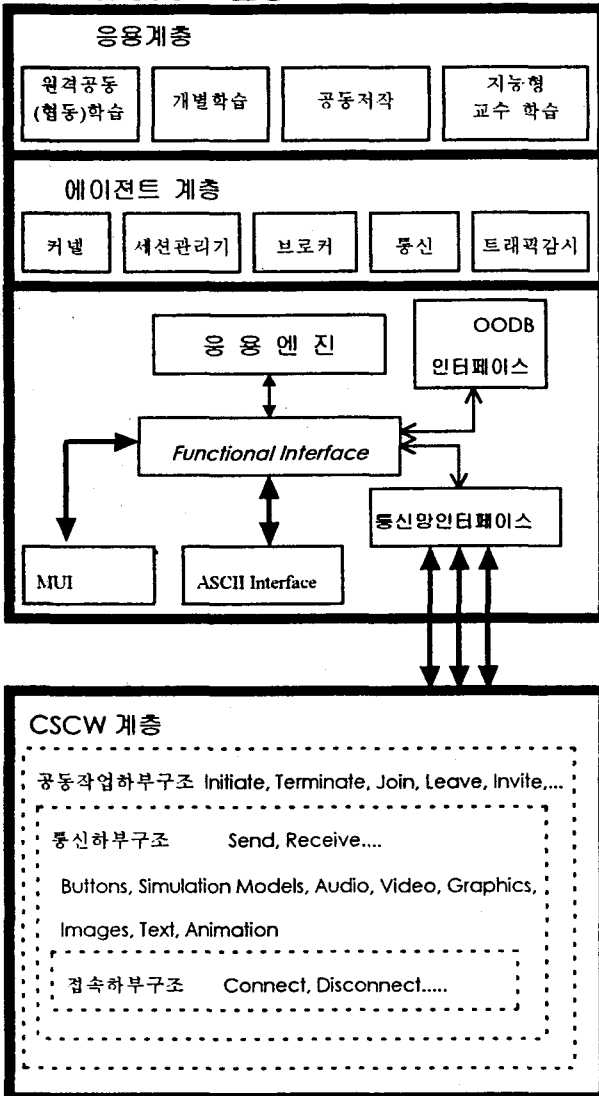 응용계층
원격공동
(협동)학습
개별학습
공동저작
지능형
교수 학습
에이젼트 계층
커널
세션관리기
브로커
통신
트래픽감시
응 용 엔 진
OODB
인터페이스
Functional Interface
통신망인터페이스
MUI
ASCII Interface
CSCW 계층
공동작업하부구조 Initiate, Terminate, Join, Leave, Invite,...
통신하부구조 Send, Receive....
Buttons, Simulation Models, Audio, Video, Graphics,
Images, Text, Animation
접속하부구조 Connect, Disconnect.....